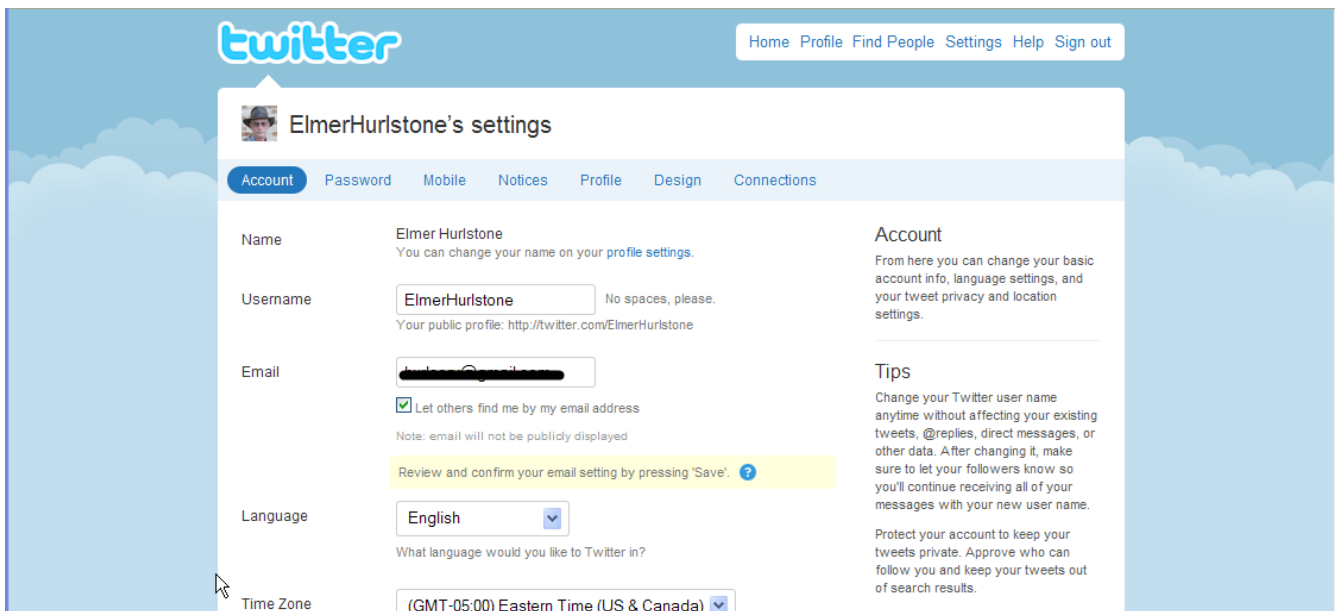 twitter
Home Profile Find People Settings Help Sign out
ElmerHurlstone's settings
Account Password Mobile Notices Profile Design Connections
Name
Elmer Hurlstone
You can change your name on your profile settings.
Username
ElmerHurlstone
No spaces, please.
Your public profile: http://twitter.com/ElmerHurlstone
Email
Let others find me by my email address
Note: email will not be publicly displayed
Review and confirm your email setting by pressing 'Save'. ?
Language
English
What language would you like to Twitter in?
Time Zone
(GMT-05:00) Eastern Time (US & Canada)
Account
From here you can change your basic
account info, language settings, and
your tweet privacy and location
settings.
Tips
Change your Twitter user name
anytime without affecting your existing
tweets, @replies, direct messages, or
other data. After changing it, make
sure to let your followers know so
you'll continue receiving all of your
messages with your new user name.
Protect your account to keep your
tweets private. Approve who can
follow you and keep your tweets out
of search results.